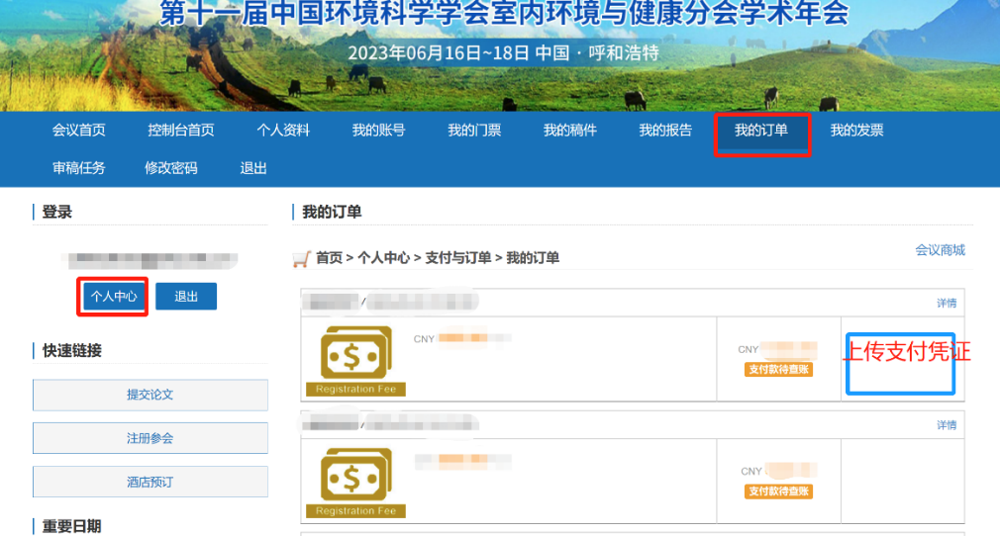 第十一届中国环境科学学会室内环境与健康分会学术年会
2023年06月16日~18日 中国 · 呼和浩特
会议首页 控制台首页 个人资料 我的账号 我的门票 我的稿件 我的报告 我的订单 我的发票
审稿任务 修改密码 退出
登录
个人中心 退出
快速链接
提交论文
注册参会
酒店预订
重要日期
我的订单
首页 > 个人中心 > 支付与订单 > 我的订单
会议商城
/
详情
Registration Fee
CNY
CNY
支付款待查账
上传支付凭证
/
详情
Registration Fee
CNY
支付款待查账